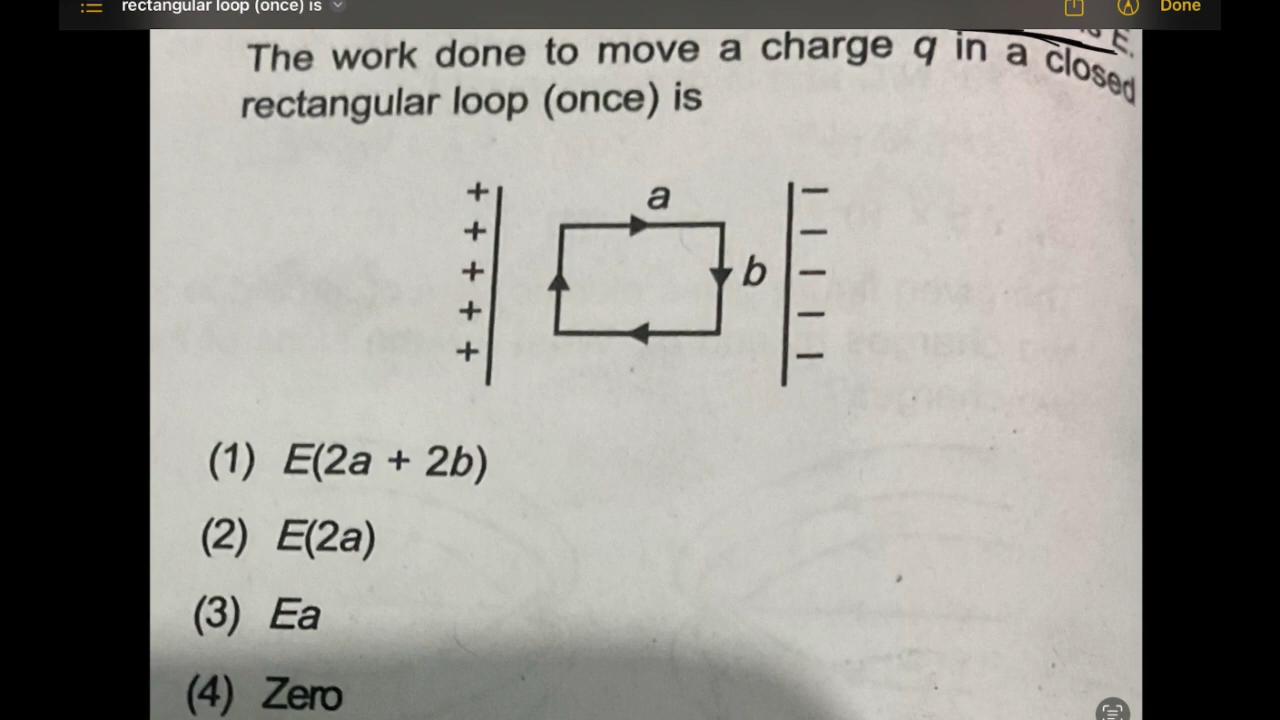 rectangular loop (once) is
Done
E.
The work done to move a charge q in a closed
rectangular loop (once) is
a
b
+
+
+
+
+
−
−
−
−
−
(1) E(2a + 2b)
(2) E(2a)
(3) Ea
(4) Zero